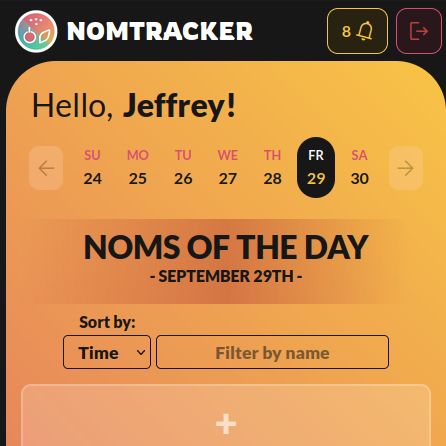 NOMTRACKER
8
Hello, Jeffrey!
SU MO TU WE TH FR SA
24 25 26 27 28 29 30
NOMS OF THE DAY
- SEPTEMBER 29TH -
Sort by:
Time Filter by name
+